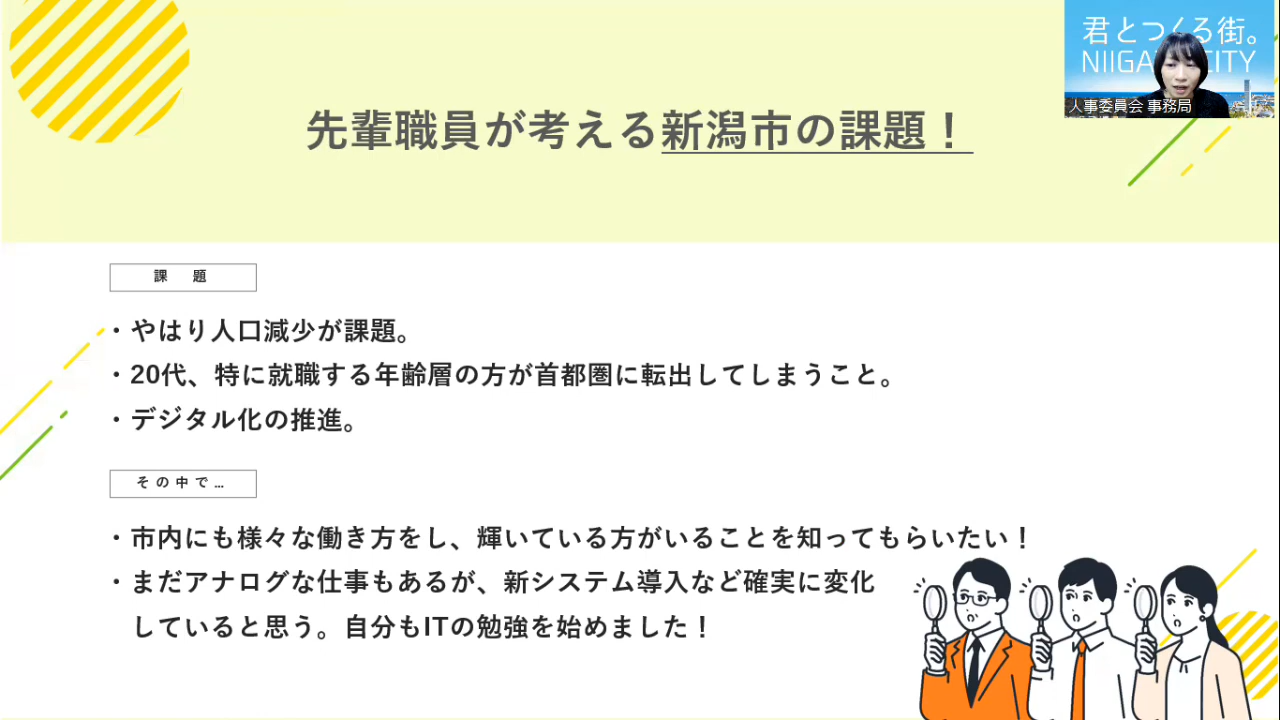 君とつくる街。
NIIGATA CITY
人事委員会 事務局
先輩職員が考える新潟市の課題！
課 題
・やはり人口減少が課題。
・20代、特に就職する年齢層の方が首都圏に転出してしまうこと。
・デジタル化の推進。
その中で…
・市内にも様々な働き方をし、輝いている方がいることを知ってもらいたい！
・まだアナログな仕事もあるが、新システム導入など確実に変化
していると思う。自分もITの勉強を始めました！